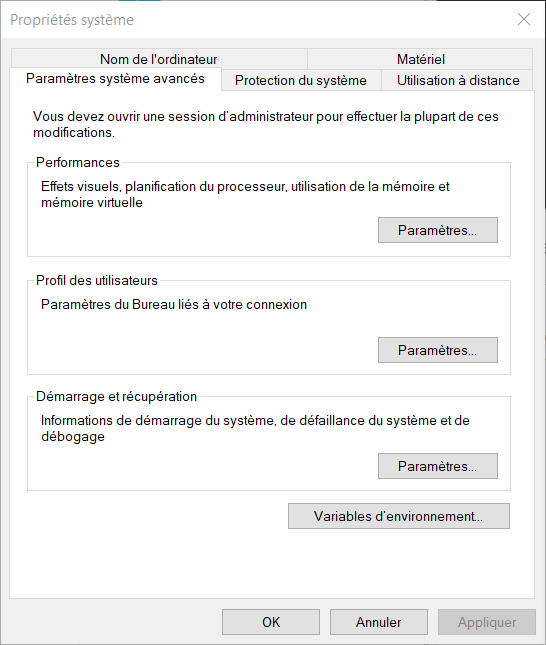 Propriétés système
Nom de l'ordinateur
Matériel
Paramètres système avancés
Protection du système
Utilisation à distance
Vous devez ouvrir une session d'administrateur pour effectuer la plupart de ces
modifications.
Performances
Effets visuels, planification du processeur, utilisation de la mémoire et
mémoire virtuelle
Paramètres...
Profil des utilisateurs
Paramètres du Bureau liés à votre connexion
Paramètres...
Démarrage et récupération
Informations de démarrage du système, de défaillance du système et de
débogage
Paramètres...
Variables d'environnement...
OK
Annuler
Appliquer